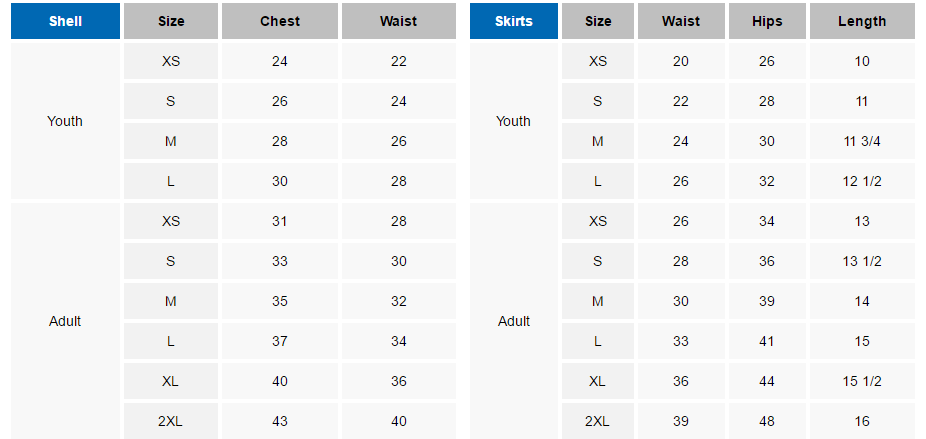 Shell Size Chest Waist Skirts Size Waist Hips Length
XS 24 22 XS 20 26 10
S 26 24 S 22 28 11
Youth Youth
M 28 26 M 24 30 11 3/4
L 30 28 L 26 32 12 1/2
XS 31 28 XS 26 34 13
S 33 30 S 28 36 13 1/2
M 35 32 M 30 39 14
Adult Adult
L 37 34 L 33 41 15
XL 40 36 XL 36 44 15 1/2
2XL 43 40 2XL 39 48 16